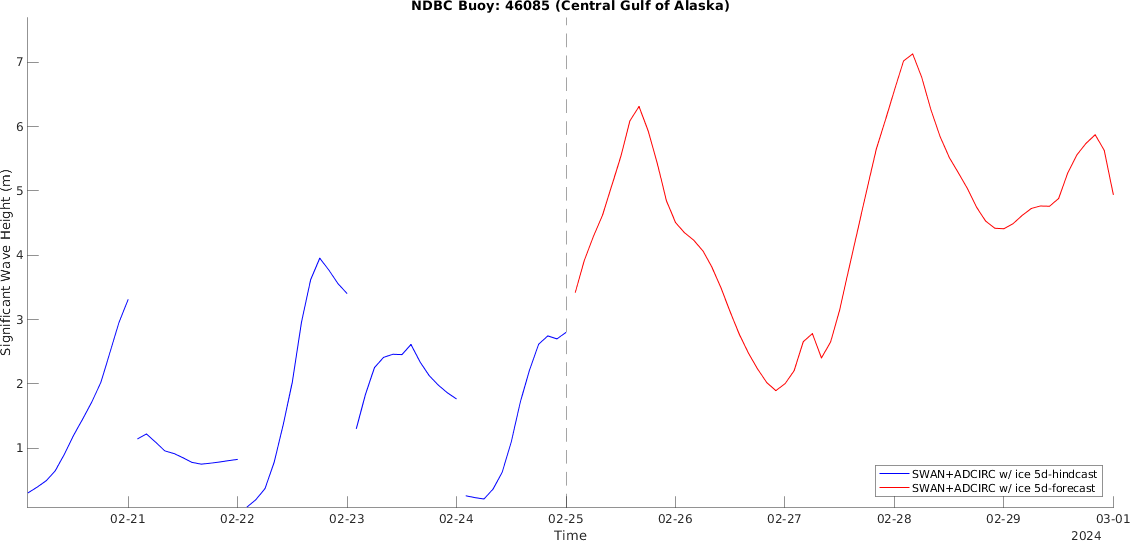 NDBC Buoy: 46085 (Central Gulf of Alaska)
Significant Wave Height (m)
7
6
5
4
3
2
1
SWAN+ADCIRC w/ ice 5d-hindcast
SWAN+ADCIRC w/ ice 5d-forecast
02-21 02-22 02-23 02-24 02-25 02-26 02-27 02-28 02-29 03-01
Time
2024